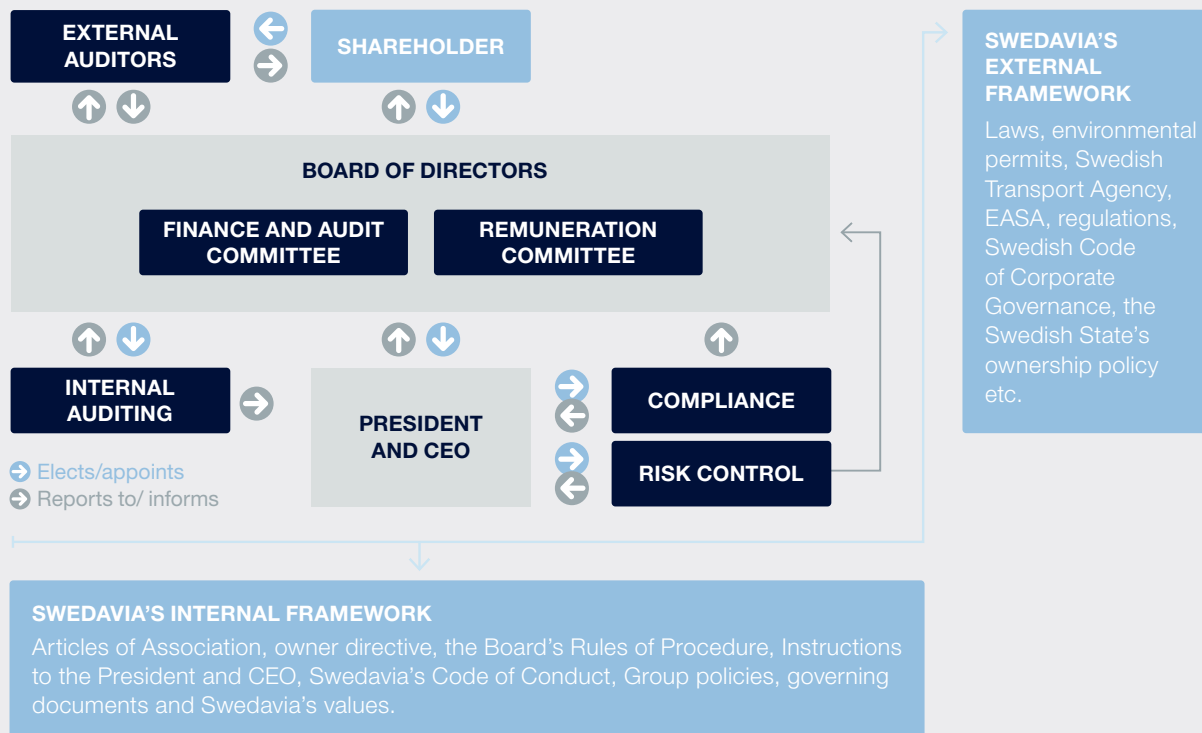 EXTERNAL
AUDITORS
SHAREHOLDER
BOARD OF DIRECTORS
FINANCE AND AUDIT
COMMITTEE
REMUNERATION
COMMITTEE
INTERNAL
AUDITING
PRESIDENT
AND CEO
COMPLIANCE
RISK CONTROL
Elects/appoints
Reports to/ informs
SWEDAVIA’S
EXTERNAL
FRAMEWORK
Laws, environmental
permits, Swedish
Transport Agency,
EASA, regulations,
Swedish Code
of Corporate
Governance, the
Swedish State’s
ownership policy
etc.
SWEDAVIA’S INTERNAL FRAMEWORK
Articles of Association, owner directive, the Board’s Rules of Procedure, Instructions
to the President and CEO, Swedavia’s Code of Conduct, Group policies, governing
documents and Swedavia’s values.